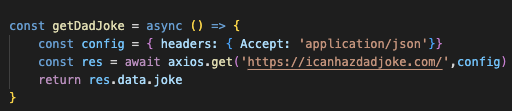 const getDadJoke = async () => {
    const config = { headers: { Accept: 'application/json'}}
    const res = await axios.get('https://icanhazdadjoke.com/',config)
    return res.data.joke
}